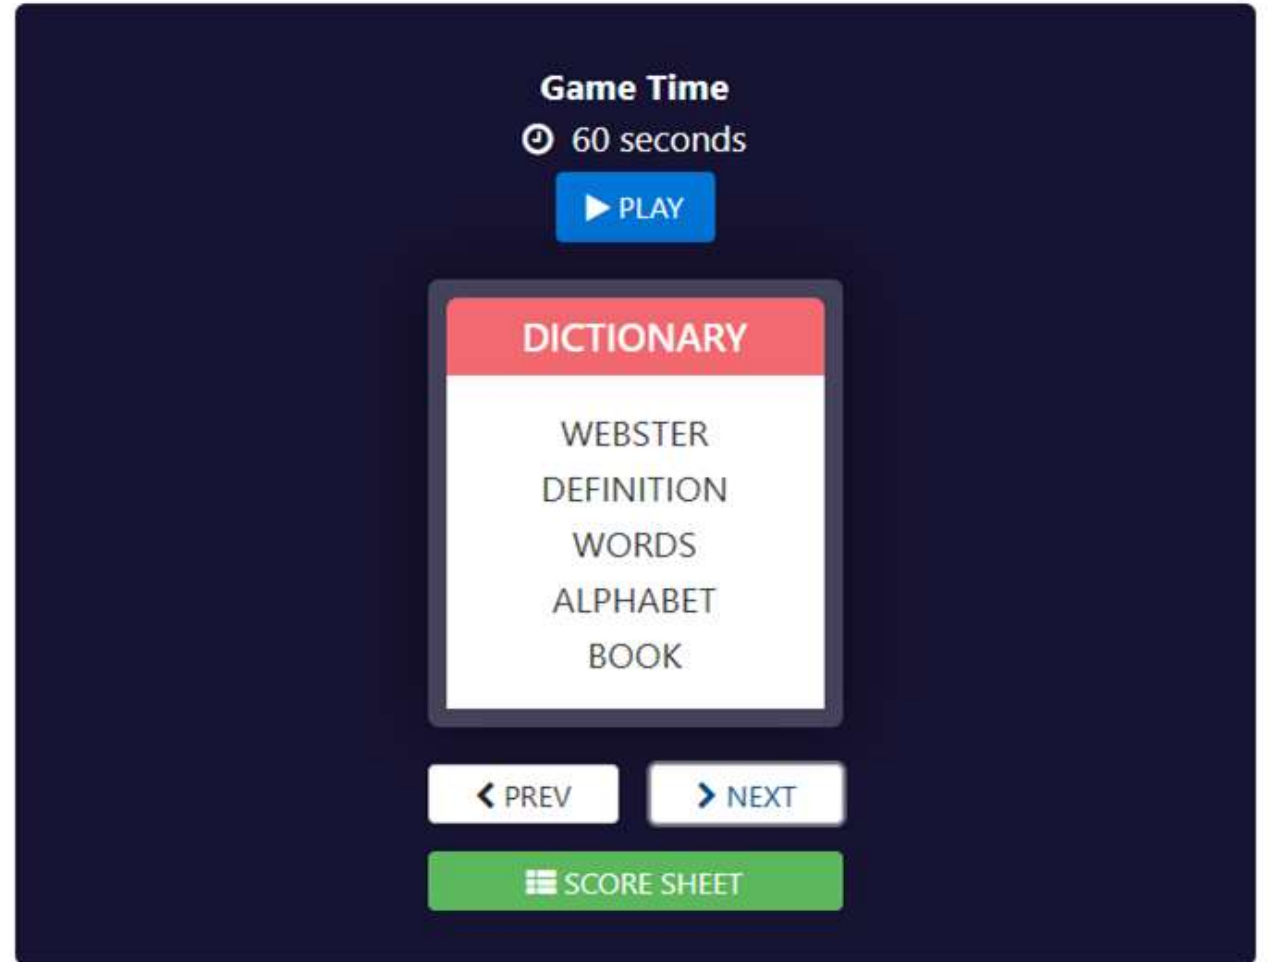 Game Time
60 seconds
PLAY
DICTIONARY
WEBSTER
DEFINITION
WORDS
ALPHABET
BOOK
PREV
NEXT
SCORE SHEET